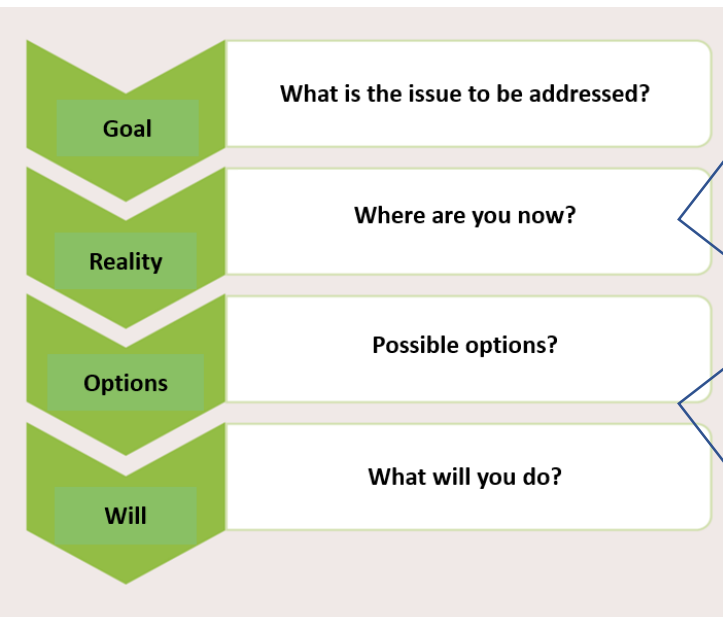 Goal
What is the issue to be addressed?
Reality
Where are you now?
Options
Possible options?
Will
What will you do?